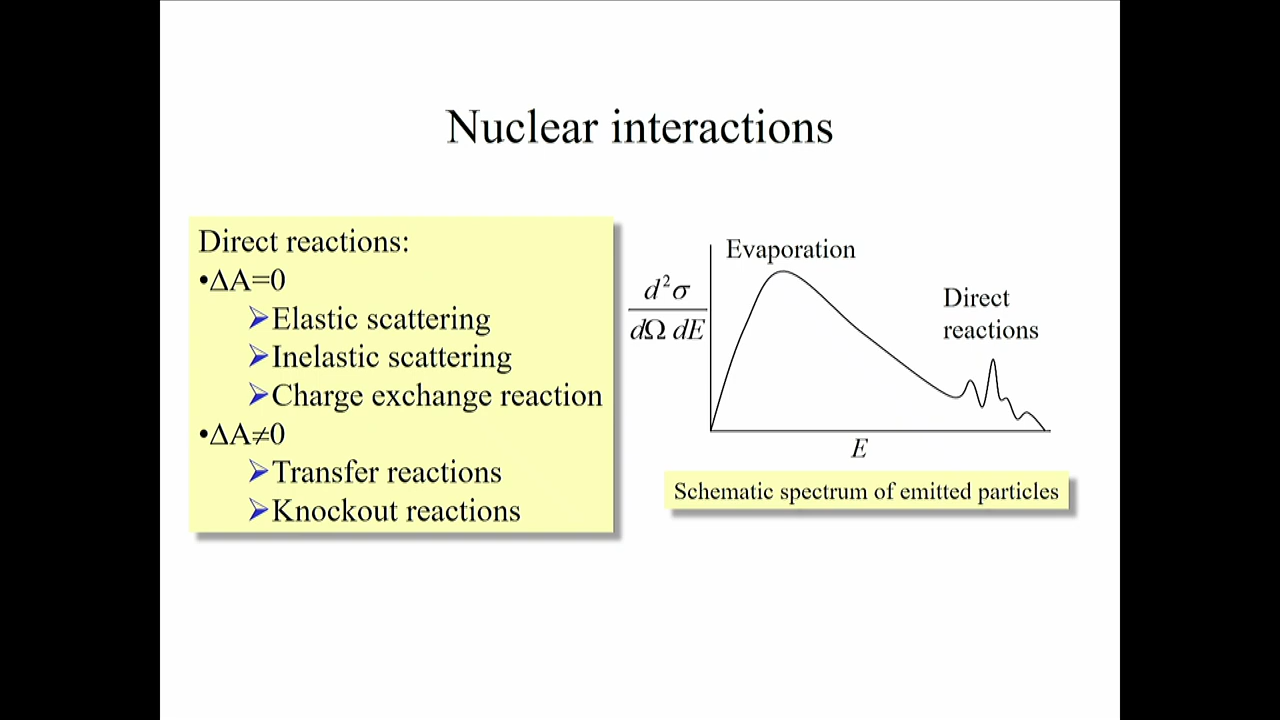 Nuclear interactions
Direct reactions:
•ΔA=0
➢Elastic scattering
➢Inelastic scattering
➢Charge exchange reaction
•ΔA≠0
➢Transfer reactions
➢Knockout reactions
Evaporation
d²σ
dΩ dE
Direct
reactions
E
Schematic spectrum of emitted particles